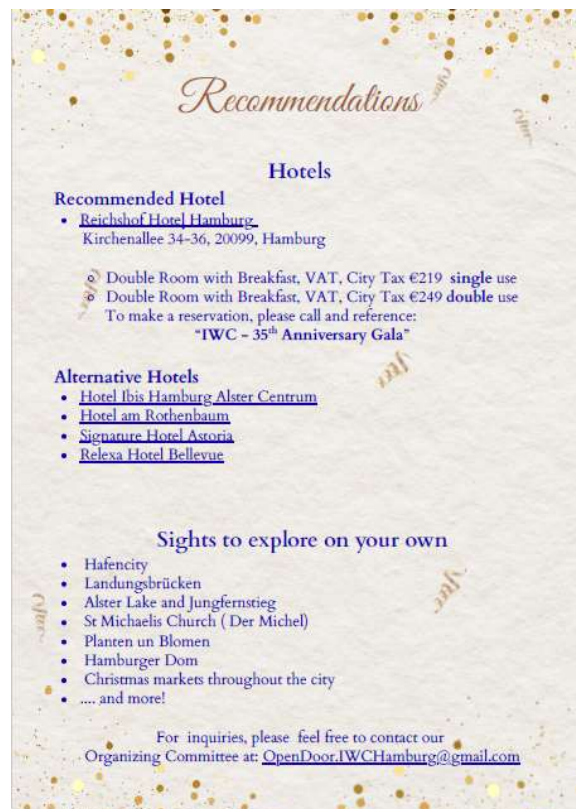 Recommendations
Hotels
Recommended Hotel
• Reichshof Hotel Hamburg
Kirchenallee 34-36, 20099, Hamburg
Double Room with Breakfast, VAT, City Tax €219 single use
Double Room with Breakfast, VAT, City Tax €249 double use
To make a reservation, please call and reference:
“IWC - 35th Anniversary Gala”
Alternative Hotels
• Hotel Ibis Hamburg Alster Centrum
• Hotel am Rothenbaum
• Signature Hotel Astoria
• Relexa Hotel Bellevue
Sights to explore on your own
• Hafencity
• Landungsbrücken
• Alster Lake and Jungfernstieg
• St Michaelis Church ( Der Michel)
• Planten un Blomen
• Hamburger Dom
• Christmas markets throughout the city
• .... and more!
For inquiries, please feel free to contact our
Organizing Committee at: OpenDoor.IWCHamburg@gmail.com